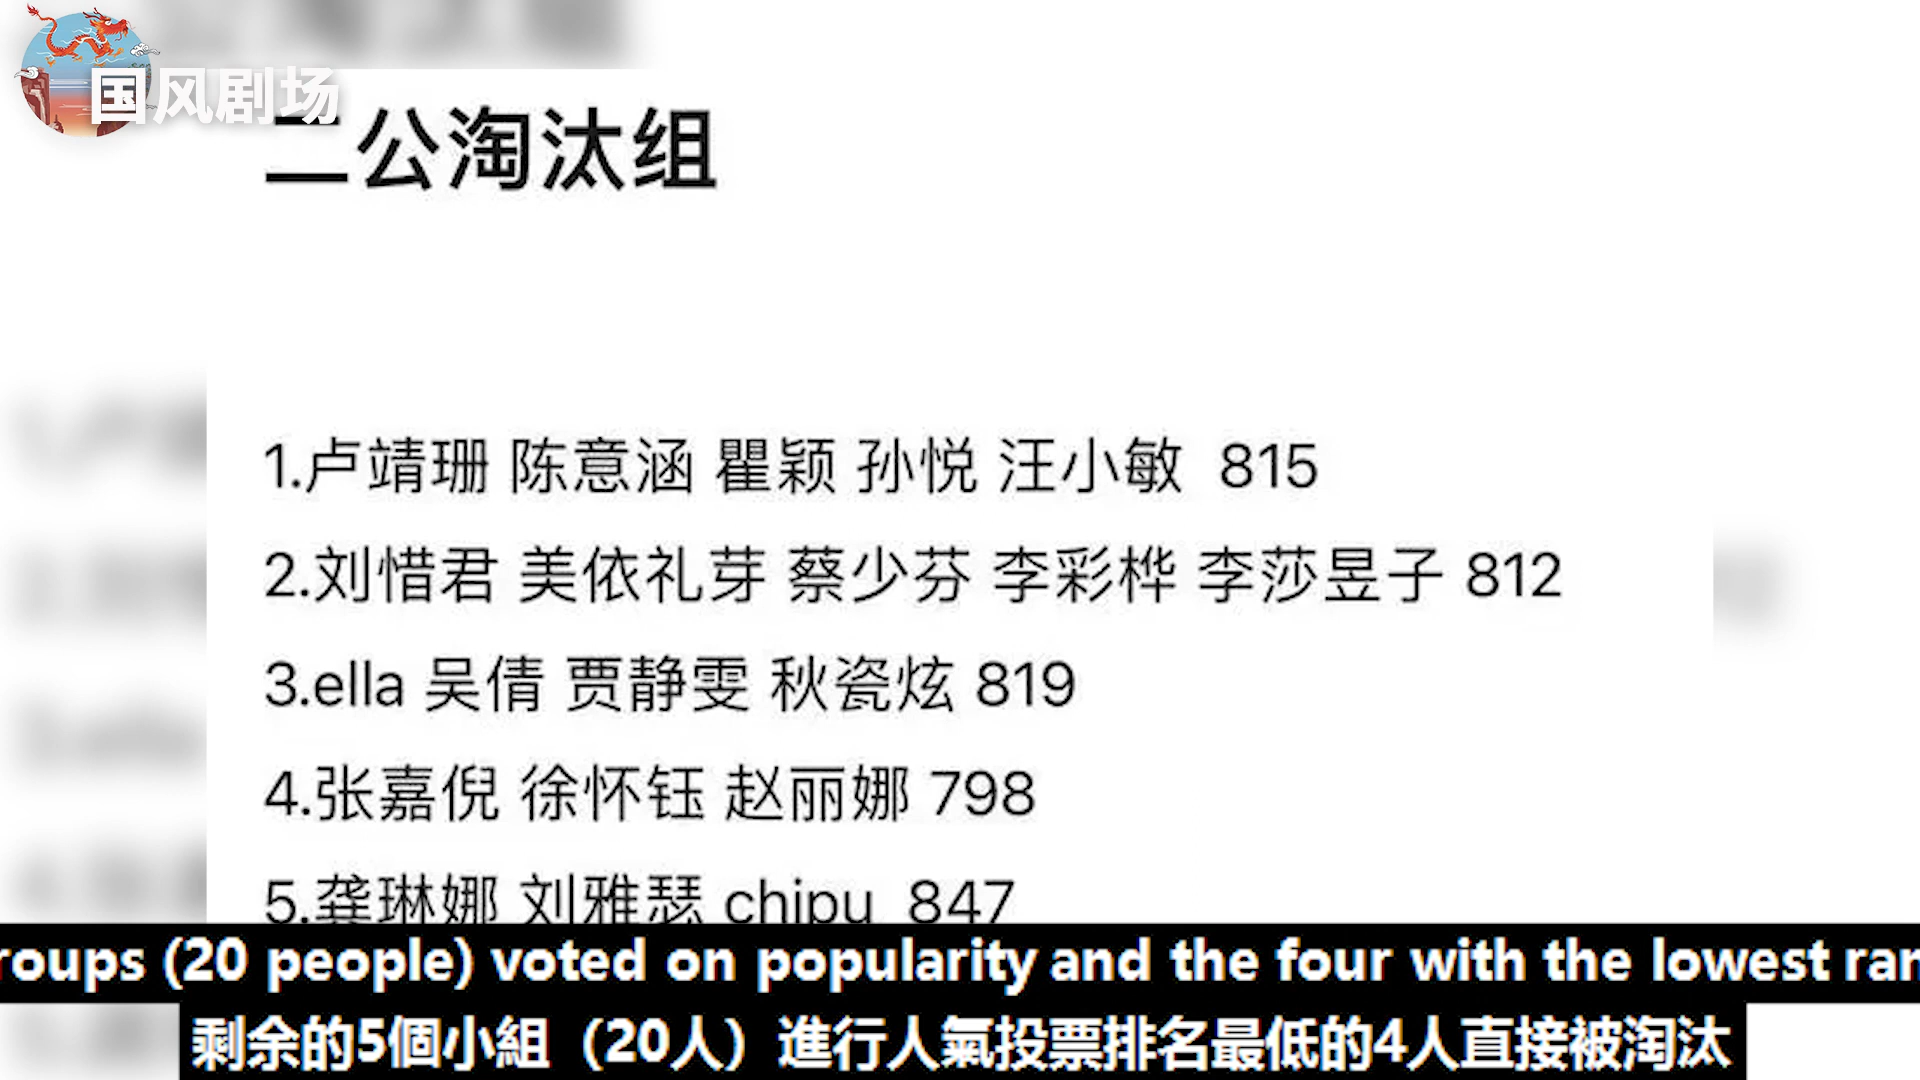 国风剧场
二公淘汰组
1.卢靖珊 陈意涵 瞿颖 孙悦 汪小敏 815
2.刘惜君 美依礼芽 蔡少芬 李彩桦 李莎旻子 812
3.ella 吴倩 贾静雯 秋瓷炫 819
4.张嘉倪 徐怀钰 赵丽娜 798
5.龚琳娜 刘雅瑟 chipu 847
roups (20 people) voted on popularity and the four with the lowest ran
剩余的5個小組（20人）進行人氣投票排名最低的4人直接被淘汰